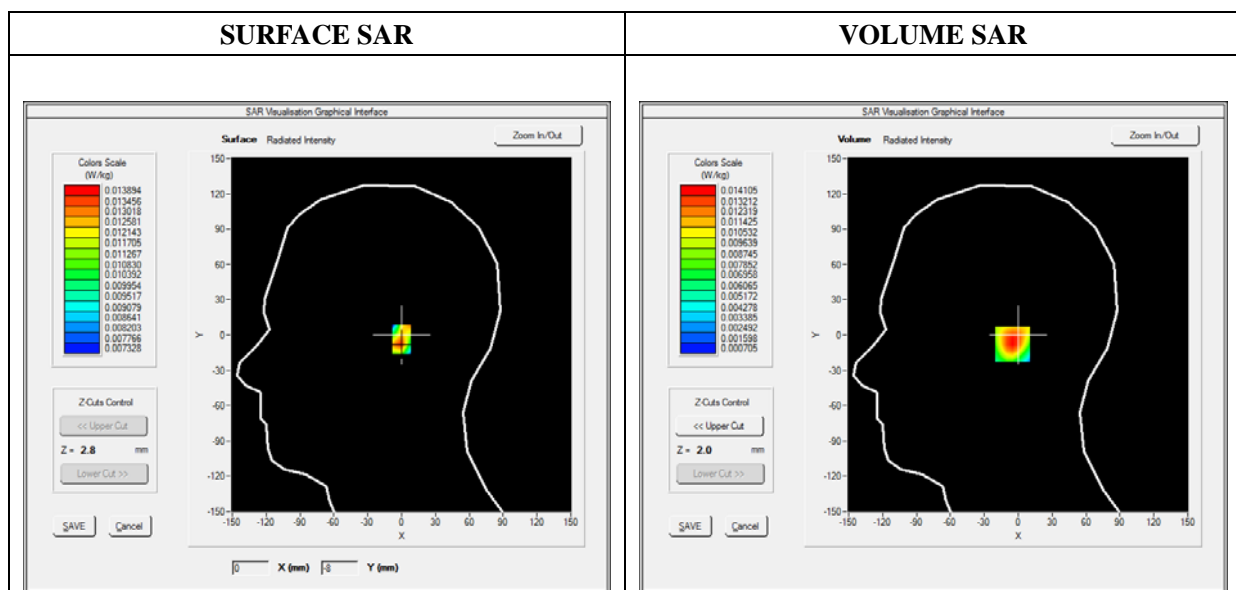 SURFACE SAR
VOLUME SAR
SAR Visualisation Graphical Interface
Surface Radiated Intensity
Zoom In/Out
Colors Scale
(W/kg)
0.013894
0.013456
0.013018
0.012581
0.012143
0.011705
0.011267
0.010830
0.010392
0.009954
0.009517
0.009079
0.008641
0.008203
0.007766
0.007328
150
120
90
60
30
0
-30
-60
-90
-120
-150
Y
-150 -120 -90 -60 -30 0 30 60 90 120 150
X
Z-Cuts Control
<< Upper Cut
Z = 2.8 mm
Lower Cut >>
SAVE Cancel
0 X (mm) -8 Y (mm)
SAR Visualisation Graphical Interface
Volume Radiated Intensity
Zoom In/Out
Colors Scale
(W/kg)
0.014105
0.013212
0.012319
0.011425
0.010532
0.009639
0.008745
0.007852
0.006958
0.006065
0.005172
0.004278
0.003385
0.002492
0.001598
0.000705
150
120
90
60
30
0
-30
-60
-90
-120
-150
Y
-150 -120 -90 -60 -30 0 30 60 90 120 150
X
Z-Cuts Control
<< Upper Cut
Z = 2.0 mm
Lower Cut >>
SAVE Cancel